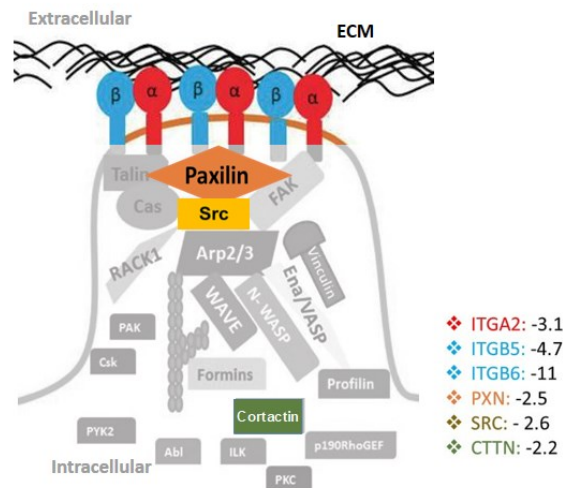 Extracellular
ECM
β α β α β α
Talin
Paxilin
FAK
Cas
Src
RACK1
Arp2/3
Vinculin
Ena/VASP
WAVE
N- WASP
PAK
Csk
Formins
Profilin
Cortactin
PYK2
Abl
ILK
p190RhoGEF
PKC
Intracellular
ITGA2: -3.1
ITGB5: -4.7
ITGB6: -11
PXN: -2.5
SRC: - 2.6
CTTN: -2.2